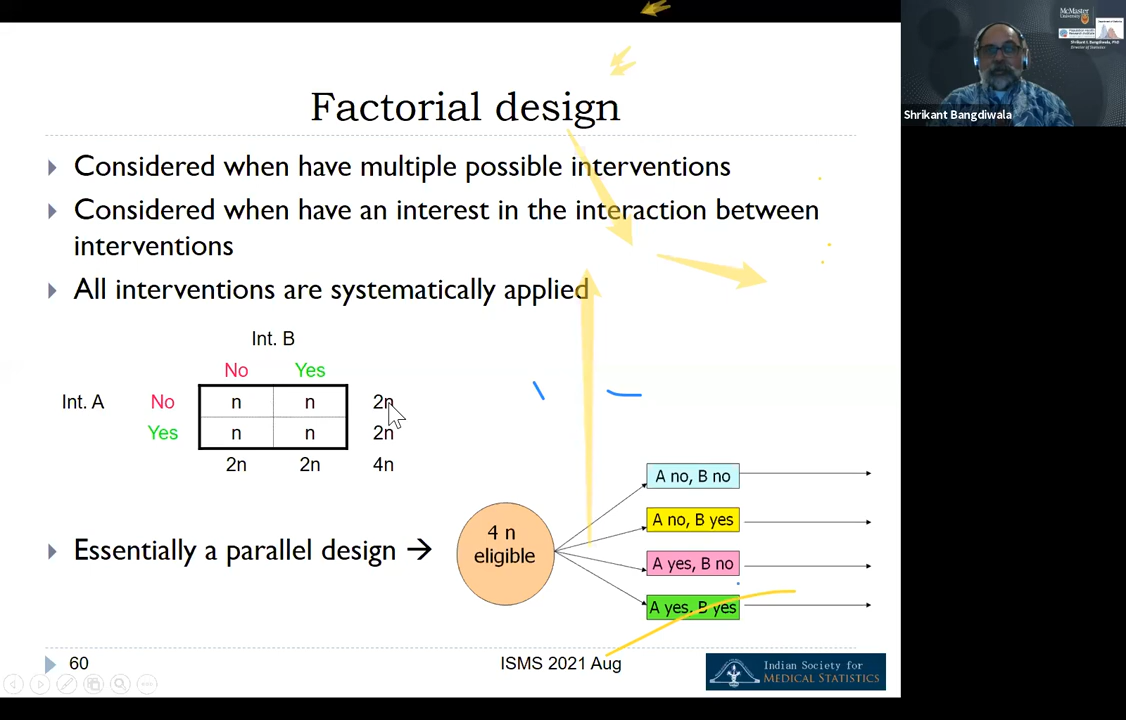 Factorial design
Considered when have multiple possible interventions
Considered when have an interest in the interaction between
interventions
All interventions are systematically applied
Int. B
No Yes
Int. A No n n 2n
Yes n n 2n
2n 2n 4n
Essentially a parallel design →
4 n
eligible
A no, B no
A no, B yes
A yes, B no
A yes, B yes
60
ISMS 2021 Aug
Indian Society for
MEDICAL STATISTICS
McMaster
University
Shrikant Bangdiwala